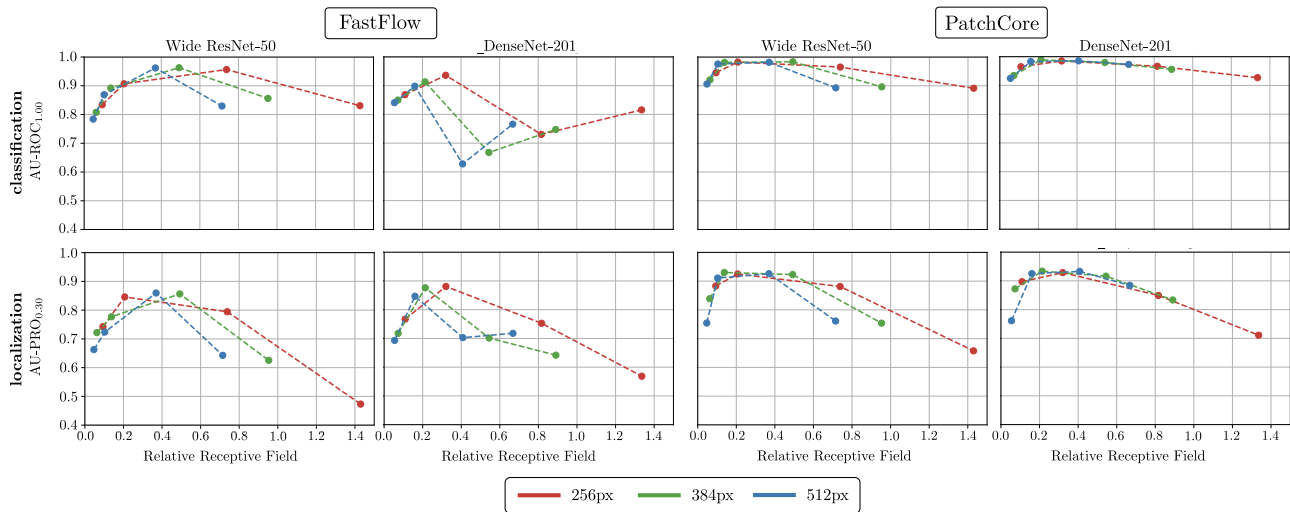 FastFlow
PatchCore
Wide ResNet-50
DenseNet-201
Wide ResNet-50
DenseNet-201
classification
AU-ROC1.00
1.0
0.9
0.8
0.7
0.6
0.5
0.4
localization
AU-PRO0.30
1.0
0.9
0.8
0.7
0.6
0.5
0.4
0.0 0.2 0.4 0.6 0.8 1.0 1.2 1.4
0.0 0.2 0.4 0.6 0.8 1.0 1.2 1.4
0.0 0.2 0.4 0.6 0.8 1.0 1.2 1.4
0.0 0.2 0.4 0.6 0.8 1.0 1.2 1.4
Relative Receptive Field
Relative Receptive Field
Relative Receptive Field
Relative Receptive Field
256px 384px 512px